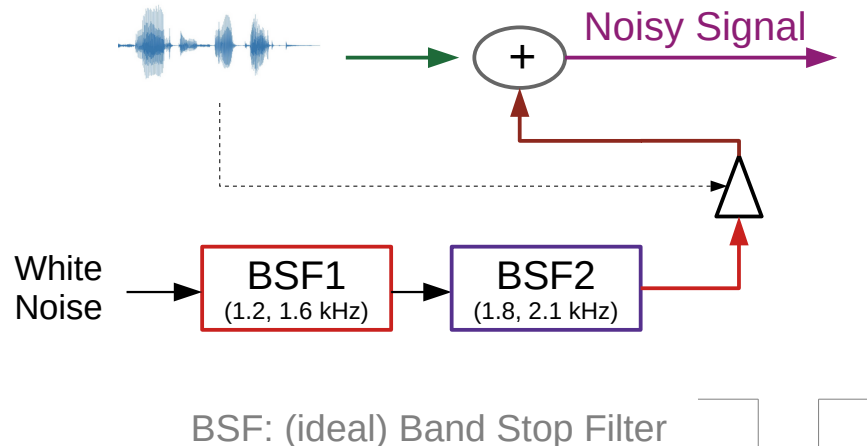 Noisy Signal
+
White
Noise
BSF1
(1.2, 1.6 kHz)
BSF2
(1.8, 2.1 kHz)
BSF: (ideal) Band Stop Filter